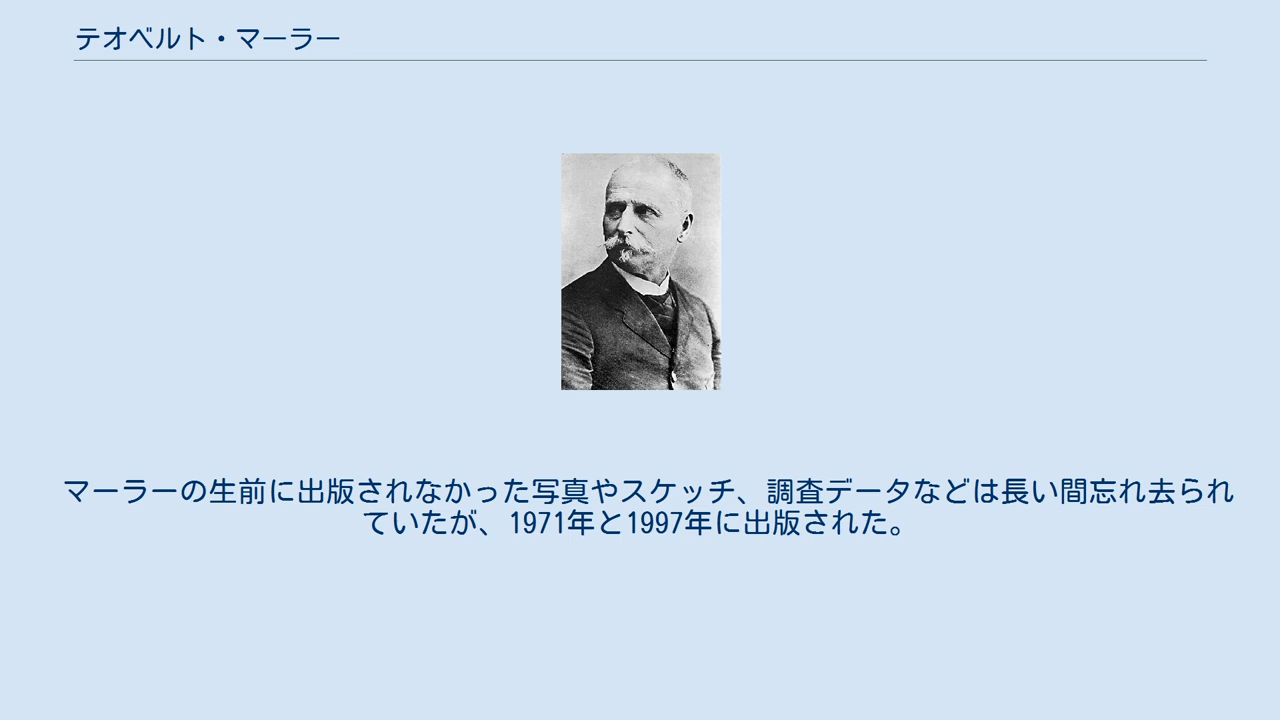 テオベルト・マーラー
マーラーの生前に出版されなかった写真やスケッチ、調査データなどは長い間忘れ去られ
ていたが、1971年と1997年に出版された。